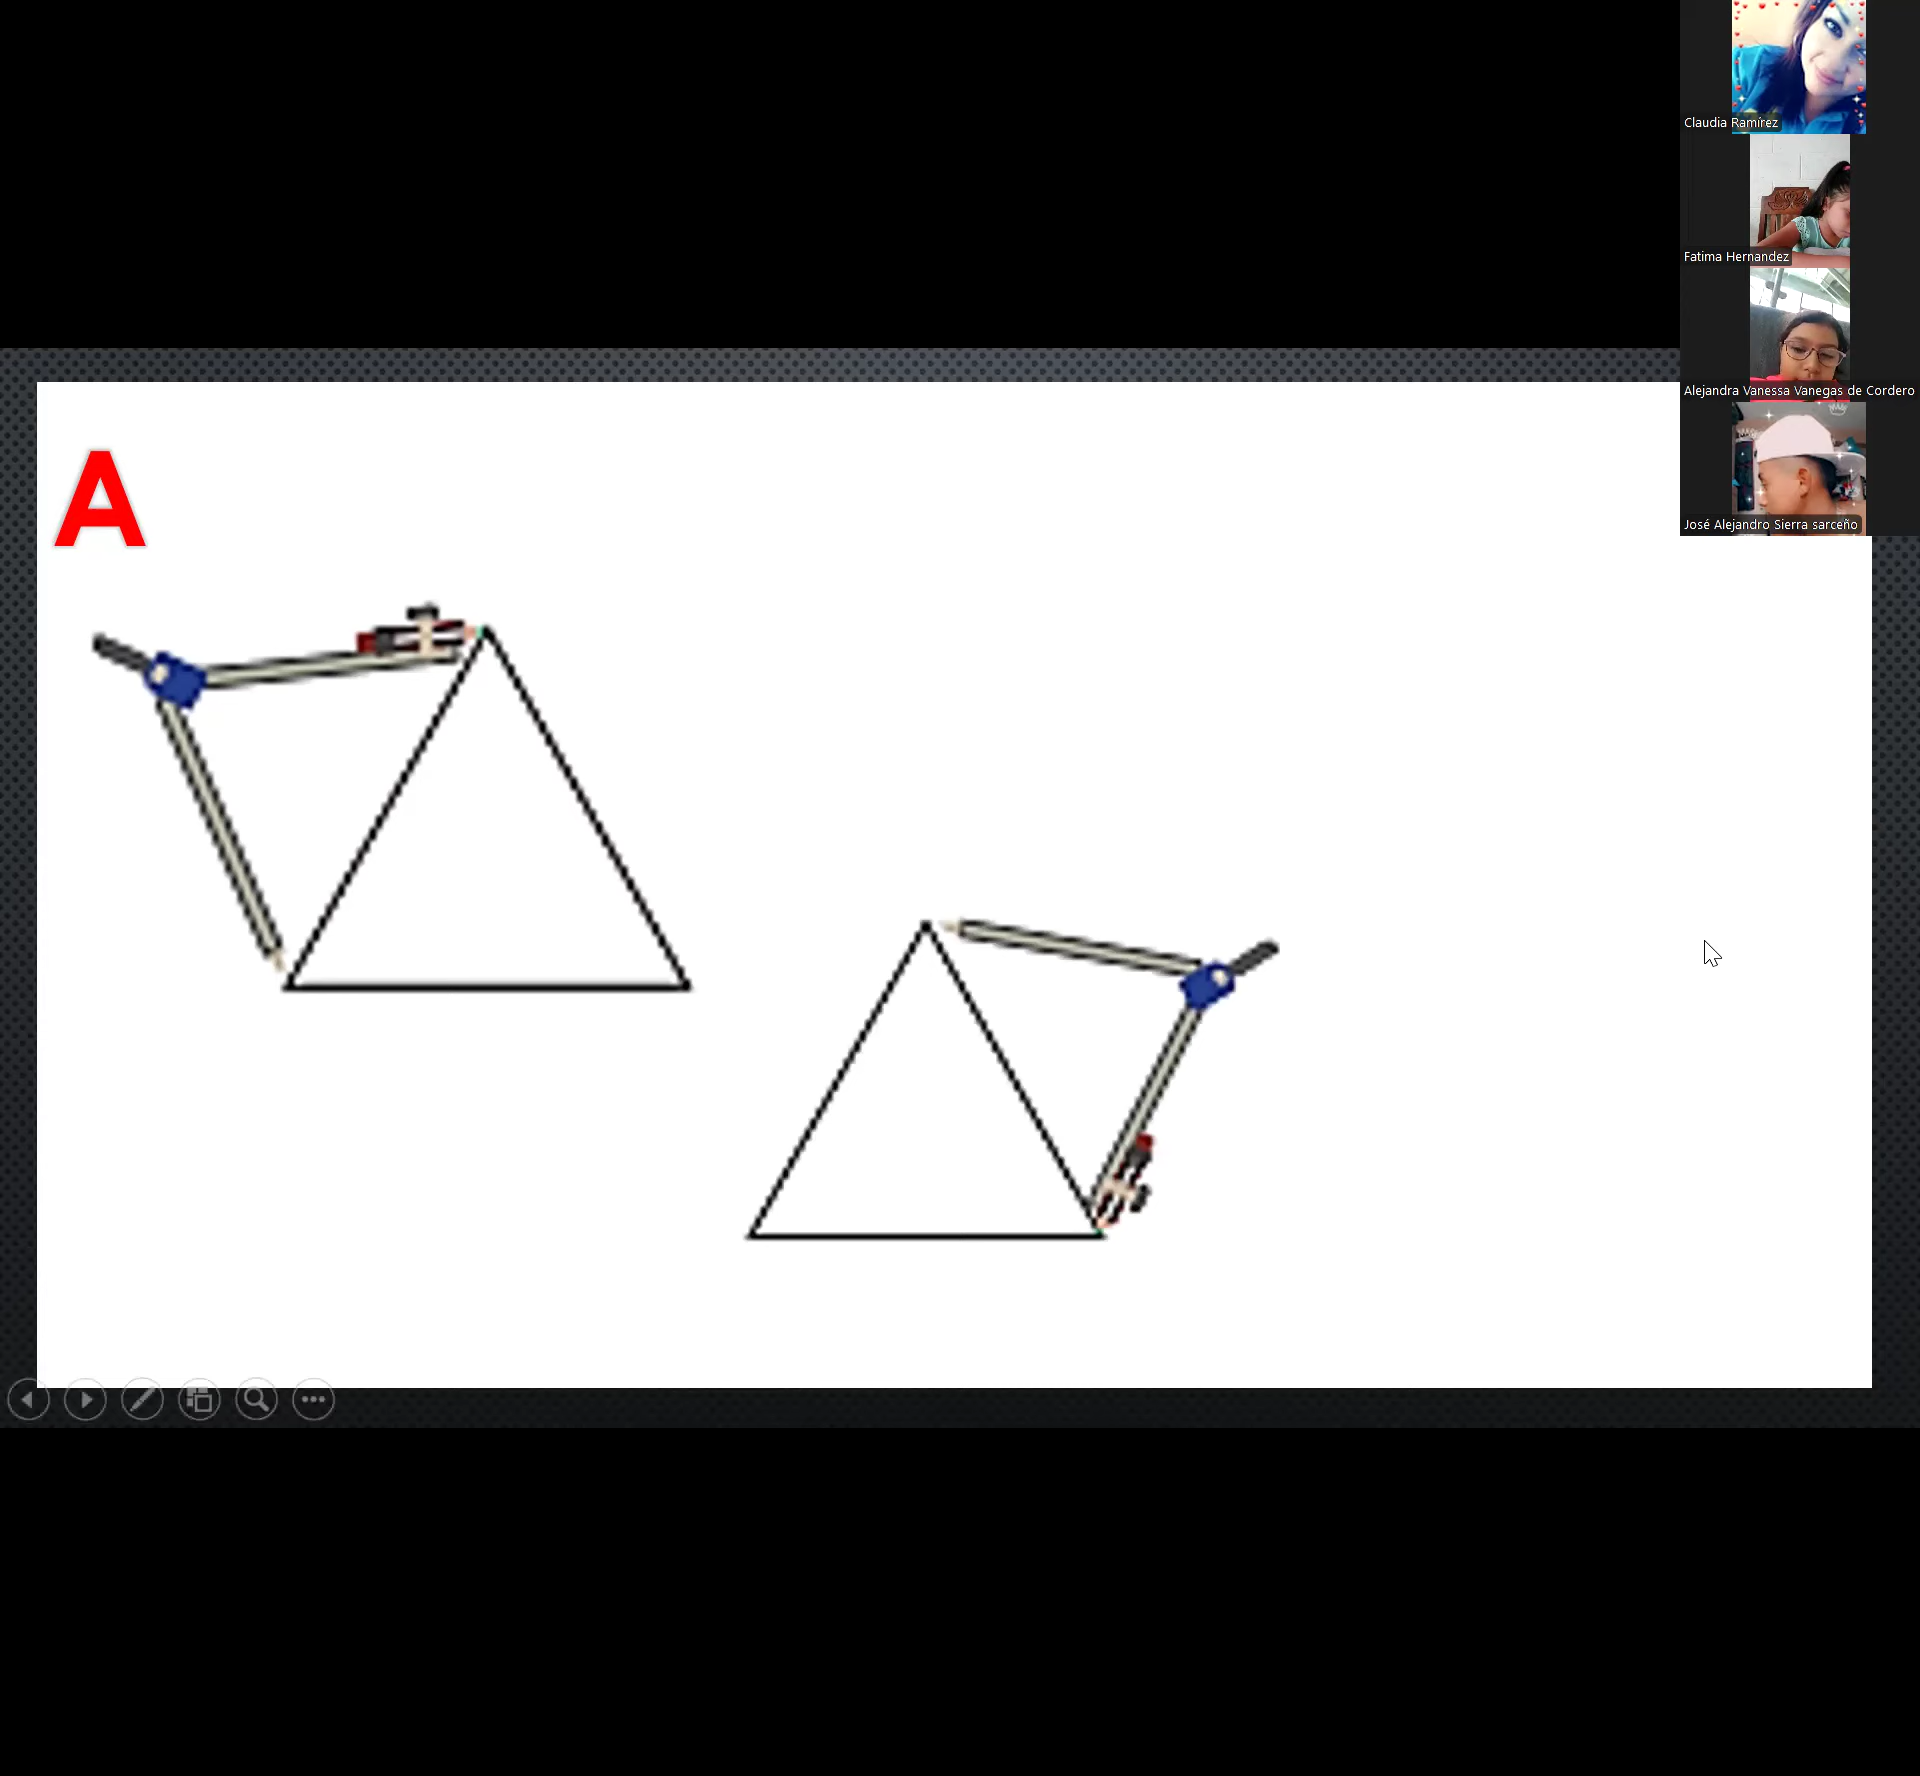 Claudia Ramírez
Fatima Hernandez
Alejandra Vanessa Vanegas de Cordero
José Alejandro Sierra sarceño
A